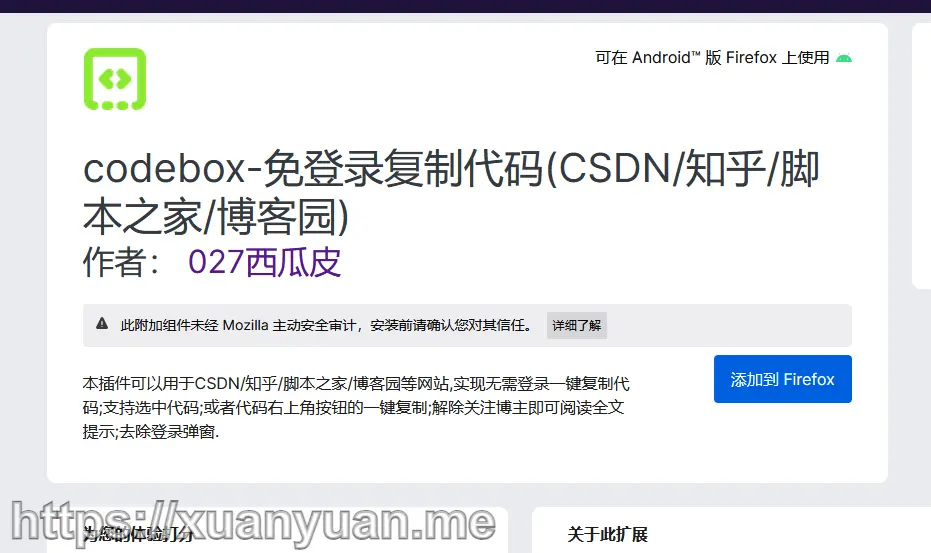 可在 Android™ 版 Firefox 上使用
codebox-免登录复制代码(CSDN/知乎/脚
本之家/博客园)
作者： 027西瓜皮
此附加组件未经 Mozilla 主动安全审计，安装前请确认您对其信任。 详细了解
本插件可以用于CSDN/知乎/脚本之家/博客园等网站,实现无需登录一键复制代
码;支持选中代码;或者代码右上角按钮的一键复制;解除关注博主即可阅读全文
提示;去除登录弹窗.
添加到 Firefox
https://xuanyuan.me
为您的体验打分
关于此扩展